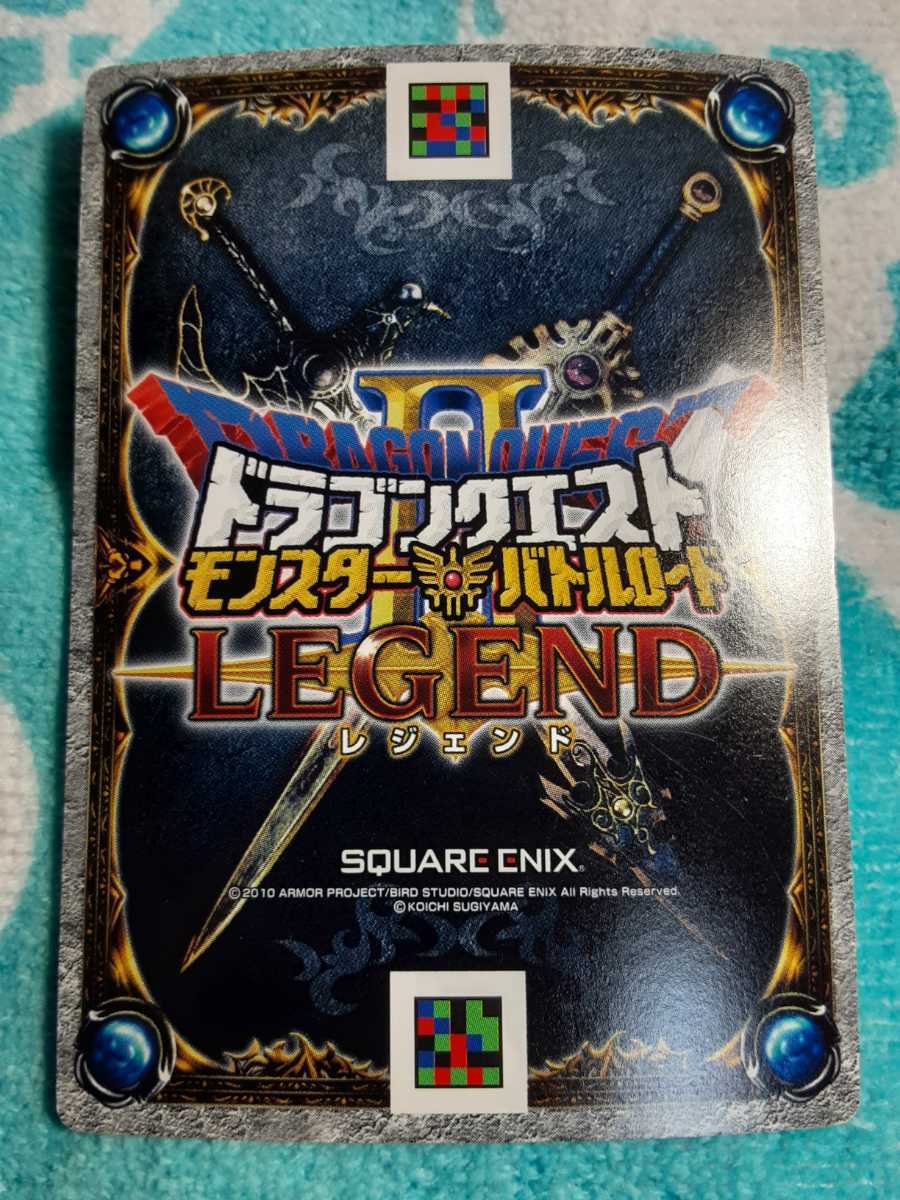 II
DRAGON QUEST
ドラゴンクエスト
モンスターバトルロード
LEGEND
レジェンド
SQUARE ENIX®
©2010 ARMOR PROJECT/BIRD STUDIO/SQUARE ENIX All Rights Reserved.
©KOICHI SUGIYAMA